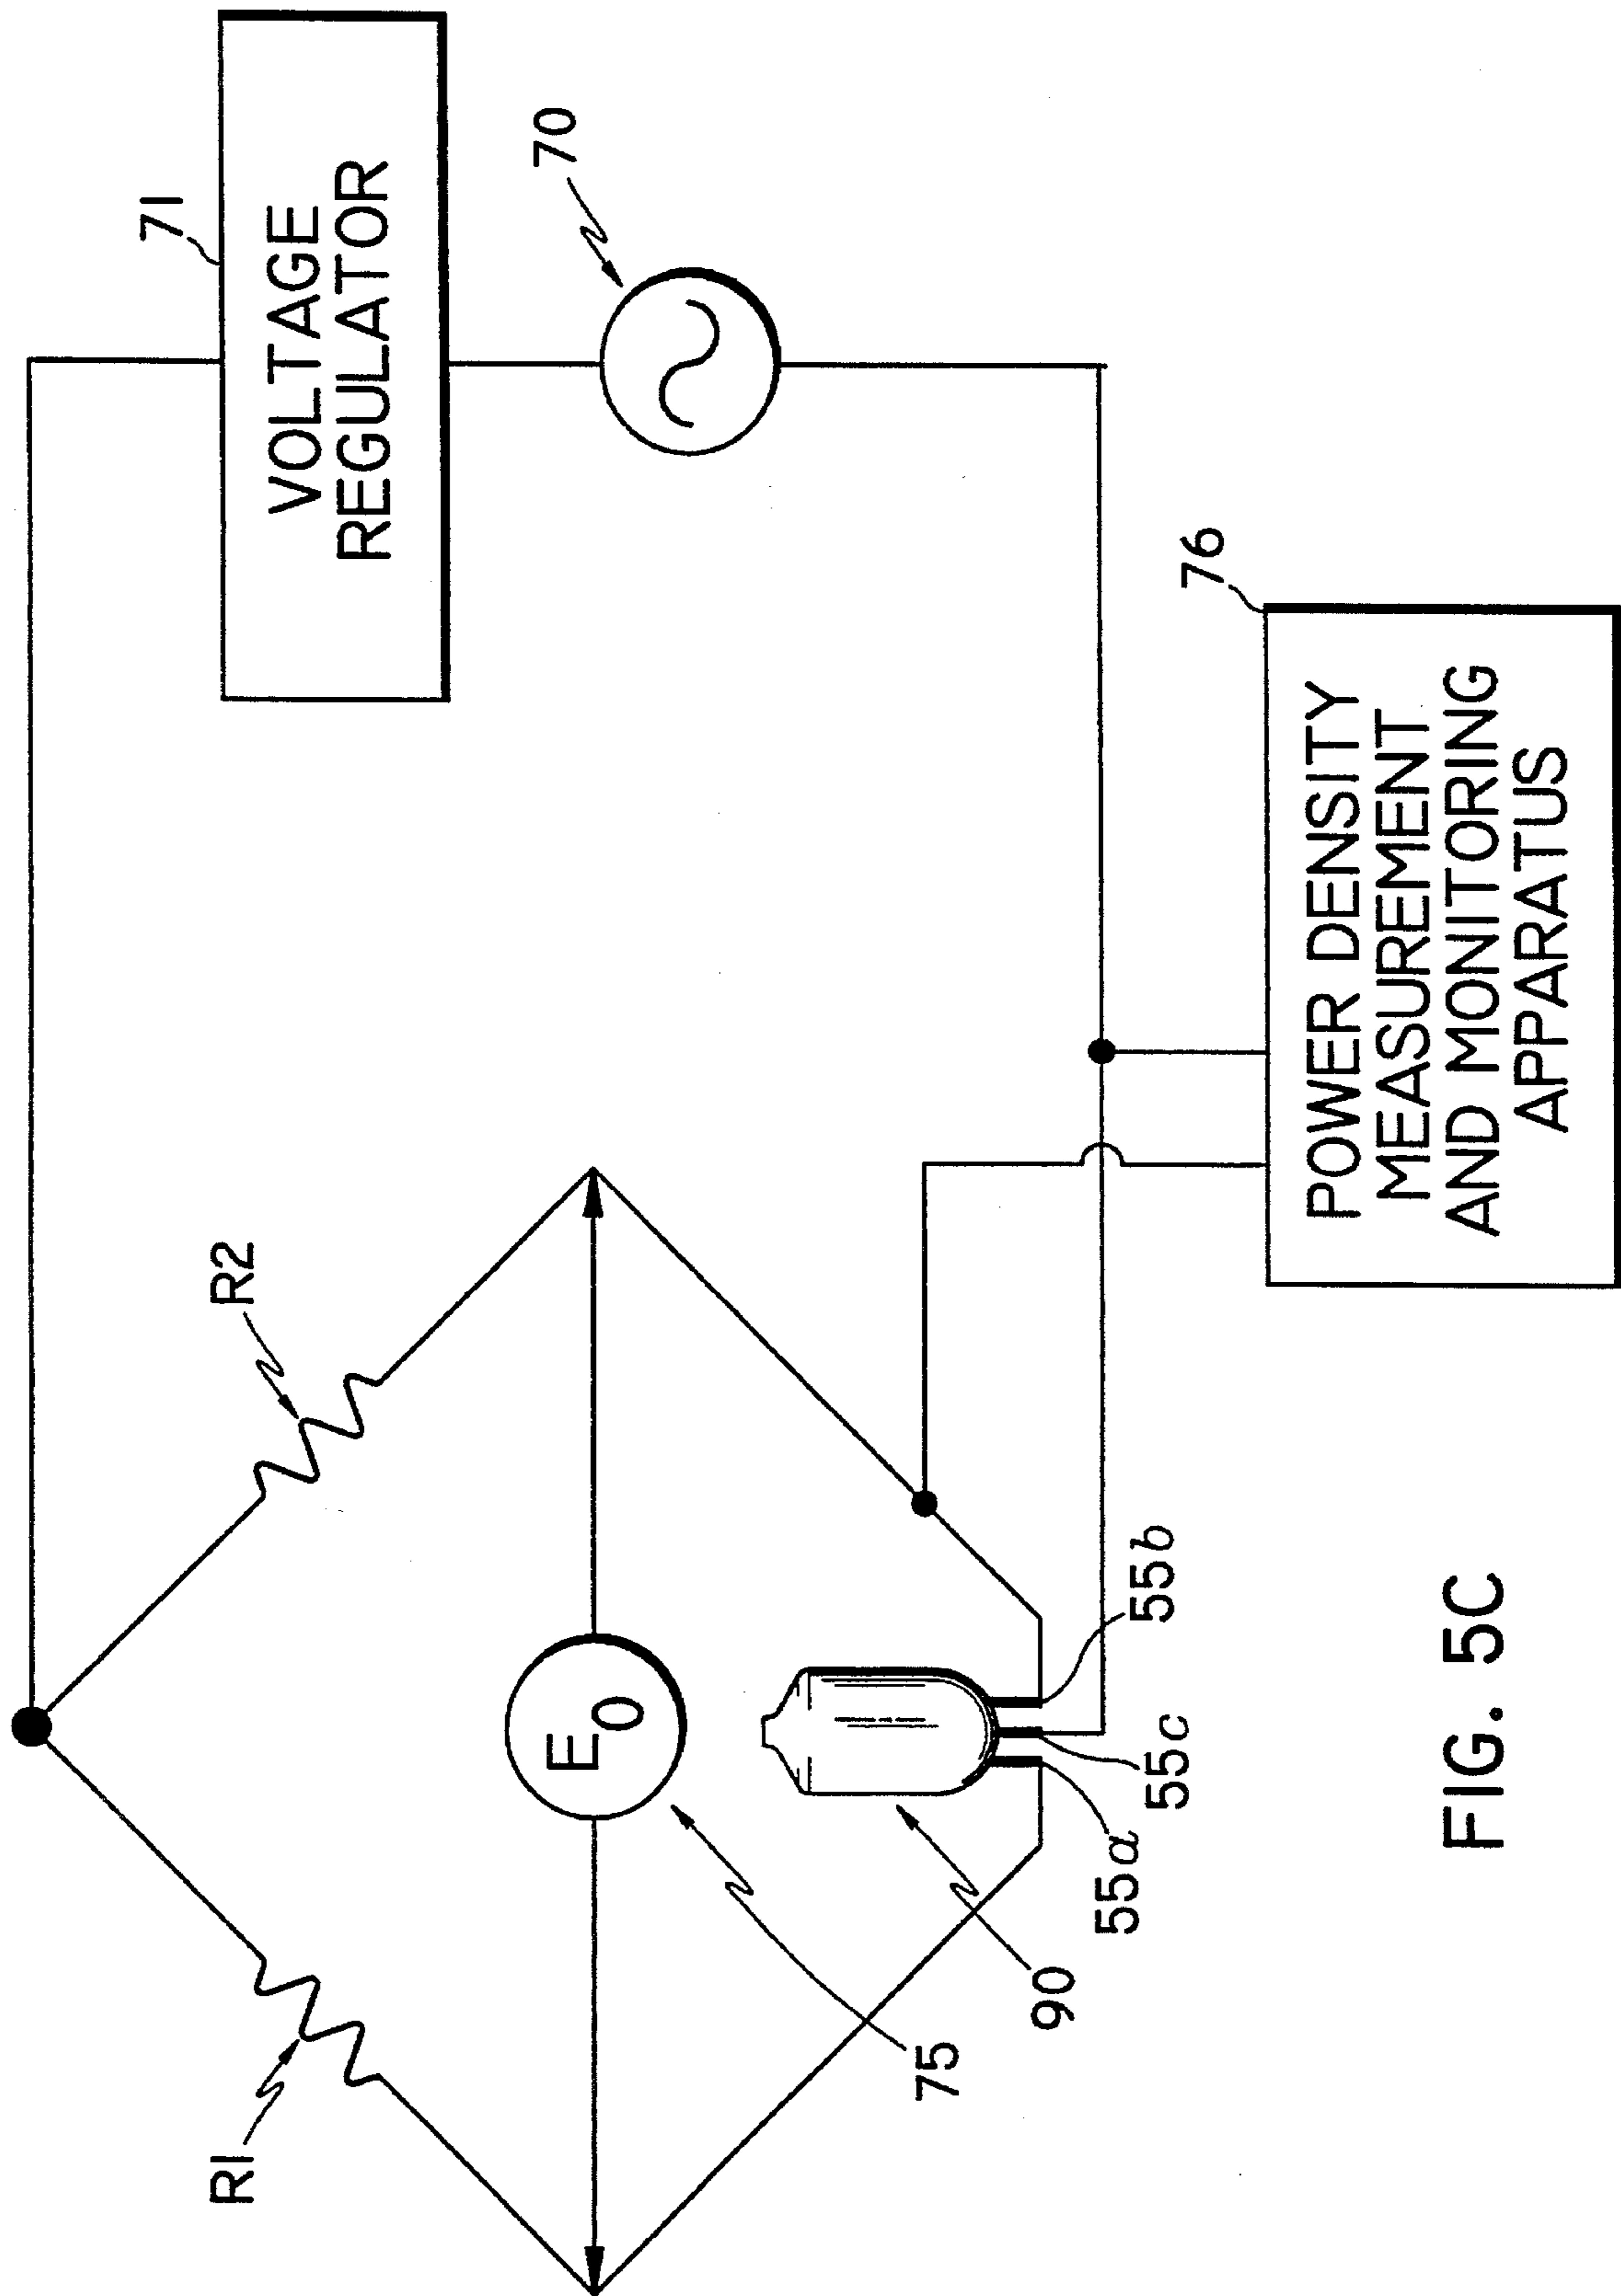 71
VOLTAGE
REGULATOR
70
R1
R2
E0
75
90
55a
55c
55b
76
POWER DENSITY
MEASUREMENT
AND MONITORING
APPARATUS
FIG. 5C